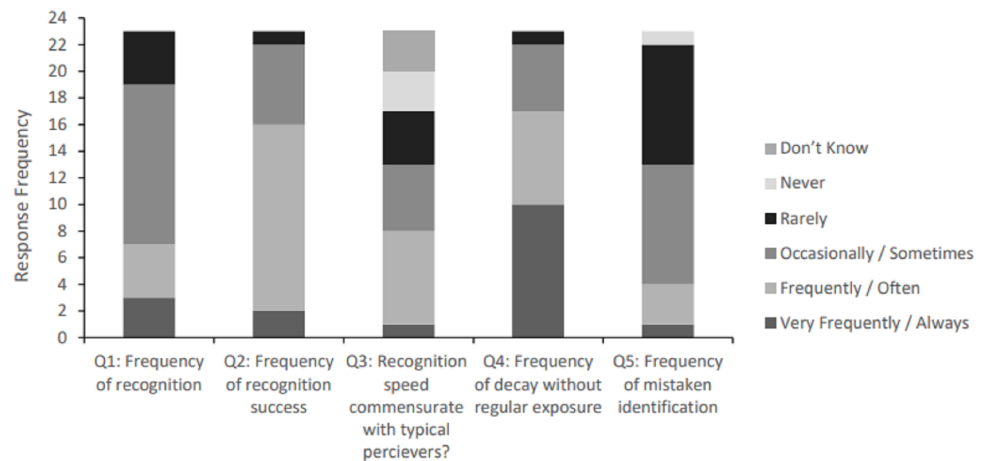 24
22
20
18
16
14
12
10
8
6
4
2
0
Response Frequency
Q1: Frequency
of recognition
Q2: Frequency
of recognition
success
Q3: Recognition
speed
commensurate
with typical
percievers?
Q4: Frequency
of decay without
regular exposure
Q5: Frequency
of mistaken
identification
Don't Know
Never
Rarely
Occasionally / Sometimes
Frequently / Often
Very Frequently / Always